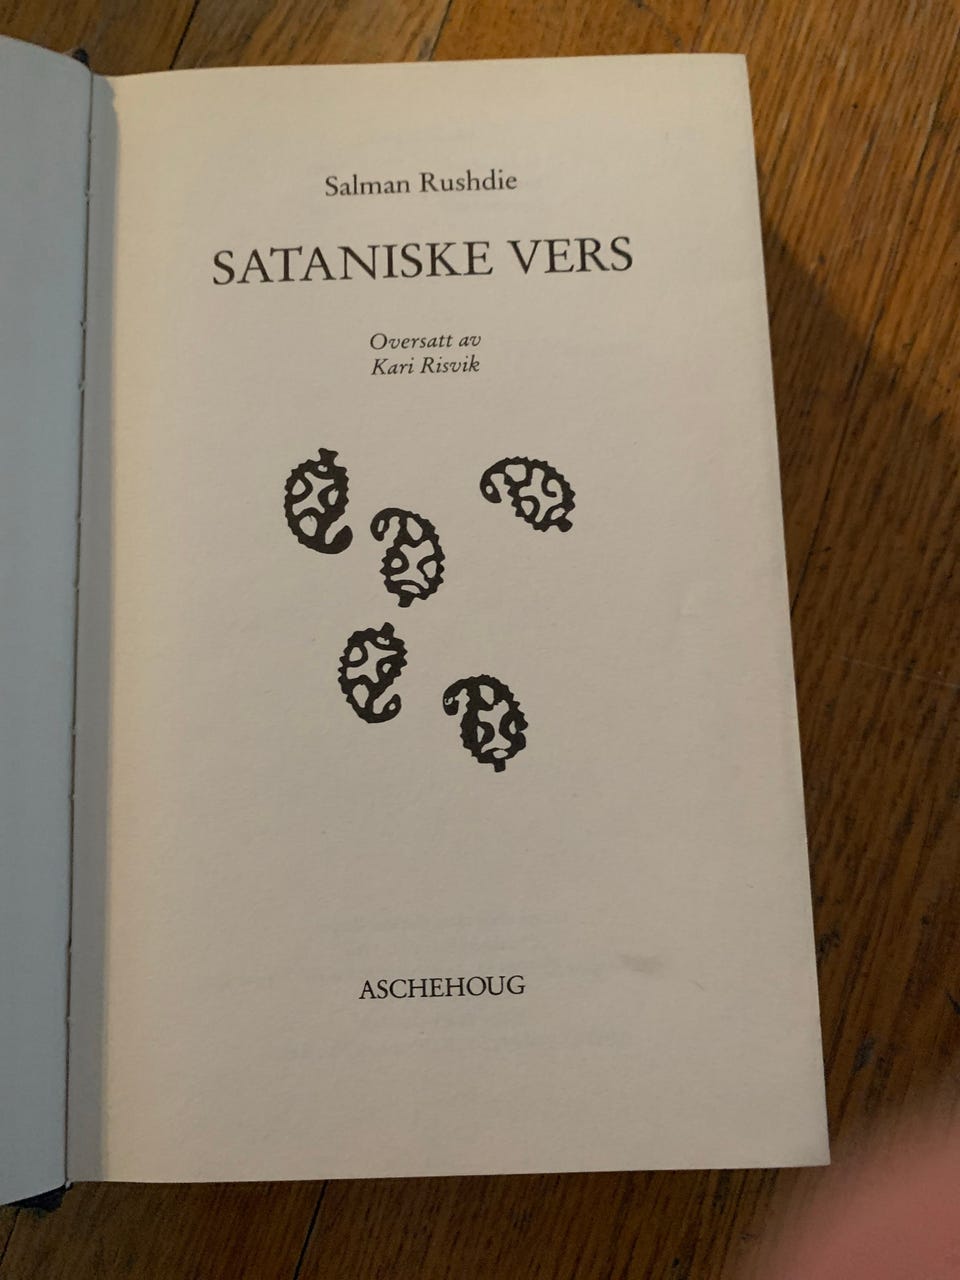 Salman Rushdie
SATANISKE VERS
Oversatt av
Kari Risvik
ASCHEHOUG